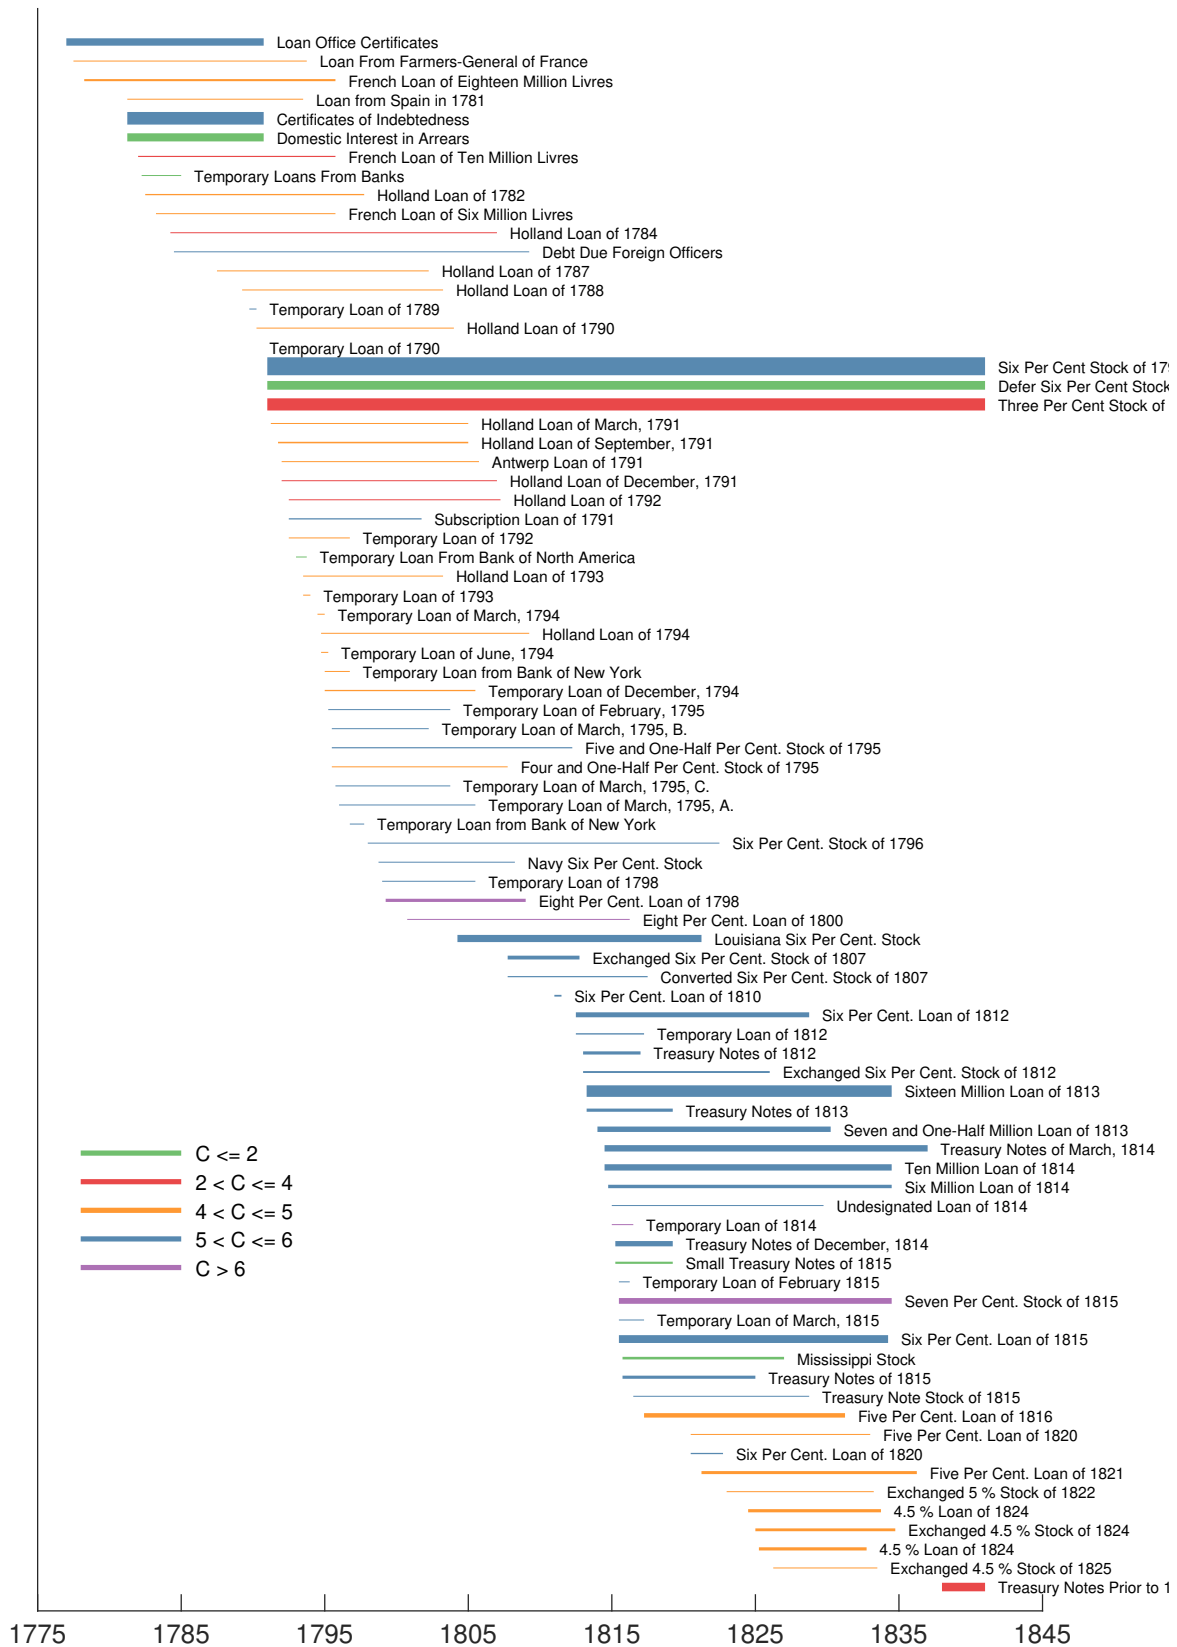 Loan Office Certificates
Loan From Farmers-General of France
French Loan of Eighteen Million Livres
Loan from Spain in 1781
Certificates of Indebtedness
Domestic Interest in Arrears
French Loan of Ten Million Livres
Temporary Loans From Banks
Holland Loan of 1782
French Loan of Six Million Livres
Holland Loan of 1784
Debt Due Foreign Officers
Holland Loan of 1787
Holland Loan of 1788
Temporary Loan of 1789
Holland Loan of 1790
Temporary Loan of 1790
Six Per Cent Stock of 179
Defer Six Per Cent Stock
Three Per Cent Stock of
Holland Loan of March, 1791
Holland Loan of September, 1791
Antwerp Loan of 1791
Holland Loan of December, 1791
Holland Loan of 1792
Subscription Loan of 1791
Temporary Loan of 1792
Temporary Loan From Bank of North America
Holland Loan of 1793
Temporary Loan of 1793
Temporary Loan of March, 1794
Holland Loan of 1794
Temporary Loan of June, 1794
Temporary Loan from Bank of New York
Temporary Loan of December, 1794
Temporary Loan of February, 1795
Temporary Loan of March, 1795, B.
Five and One-Half Per Cent. Stock of 1795
Four and One-Half Per Cent. Stock of 1795
Temporary Loan of March, 1795, C.
Temporary Loan of March, 1795, A.
Temporary Loan from Bank of New York
Six Per Cent. Stock of 1796
Navy Six Per Cent. Stock
Temporary Loan of 1798
Eight Per Cent. Loan of 1798
Eight Per Cent. Loan of 1800
Louisiana Six Per Cent. Stock
Exchanged Six Per Cent. Stock of 1807
Converted Six Per Cent. Stock of 1807
Six Per Cent. Loan of 1810
Six Per Cent. Loan of 1812
Temporary Loan of 1812
Treasury Notes of 1812
Exchanged Six Per Cent. Stock of 1812
Sixteen Million Loan of 1813
Treasury Notes of 1813
Seven and One-Half Million Loan of 1813
Treasury Notes of March, 1814
Ten Million Loan of 1814
Six Million Loan of 1814
Undesignated Loan of 1814
Temporary Loan of 1814
Treasury Notes of December, 1814
Small Treasury Notes of 1815
Temporary Loan of February 1815
Seven Per Cent. Stock of 1815
Temporary Loan of March, 1815
Six Per Cent. Loan of 1815
Mississippi Stock
Treasury Notes of 1815
Treasury Note Stock of 1815
Five Per Cent. Loan of 1816
Five Per Cent. Loan of 1820
Six Per Cent. Loan of 1820
Five Per Cent. Loan of 1821
Exchanged 5 % Stock of 1822
4.5 % Loan of 1824
Exchanged 4.5 % Stock of 1824
4.5 % Loan of 1824
Exchanged 4.5 % Stock of 1825
Treasury Notes Prior to 1
C <= 2
2 < C <= 4
4 < C <= 5
5 < C <= 6
C > 6
1775 1785 1795 1805 1815 1825 1835 1845